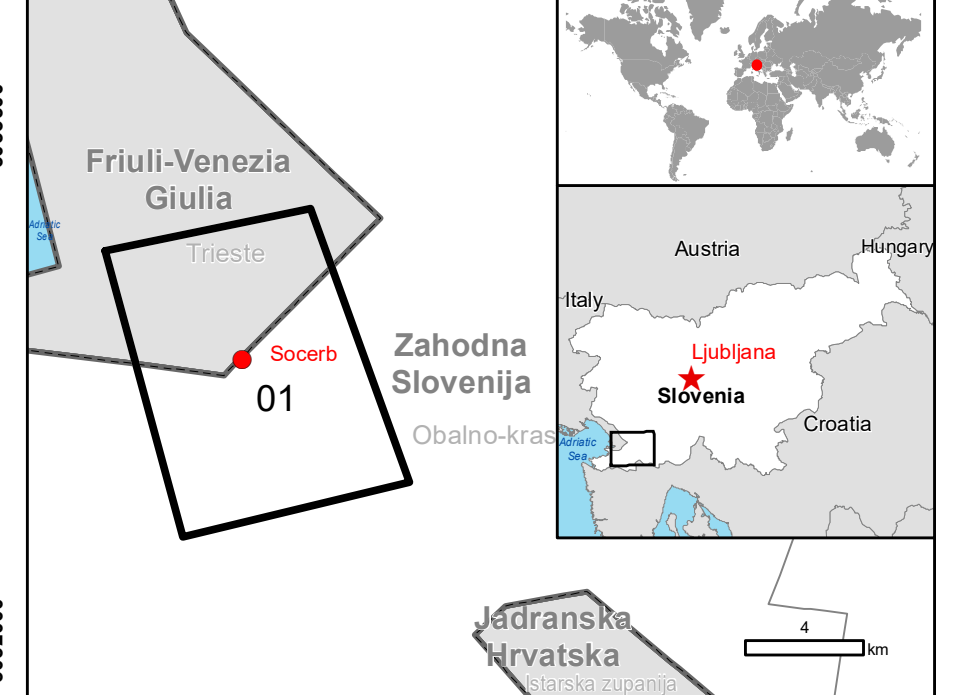 Friuli-Venezia
Giulia
Adriatic
Sea
Trieste
Socerb
01
Zahodna
Slovenija
Obalno-kras
Jadranska
Hrvatska
Istarska zupanija
4
km
Austria
Hungary
Italy
Ljubljana
Slovenia
Croatia
Adriatic
Sea